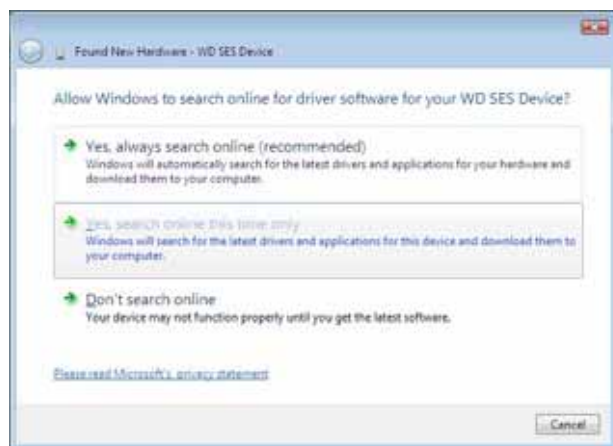 Found New Hardware - WD SES Device
Allow Windows to search online for driver software for your WD SES Device?
Yes, always search online (recommended)
Windows will automatically search for the latest drivers and applications for your hardware and
download them to your computer.
Yes, search online this time only
Windows will search for the latest drivers and applications for this device and download them to
your computer.
Don't search online
Your device may not function properly until you get the latest software.
Please read Microsoft's privacy statement
Cancel